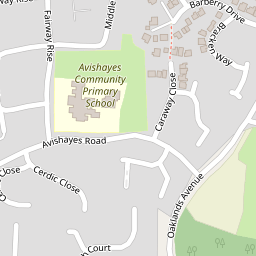 Barberry Drive
Middle
Fairway Rise
Rise
Bracken Way
Avishayes
Community
Primary
School
Caraway Close
Avishayes Road
Close
Cerdic Close
Oaklands Avenue
Court